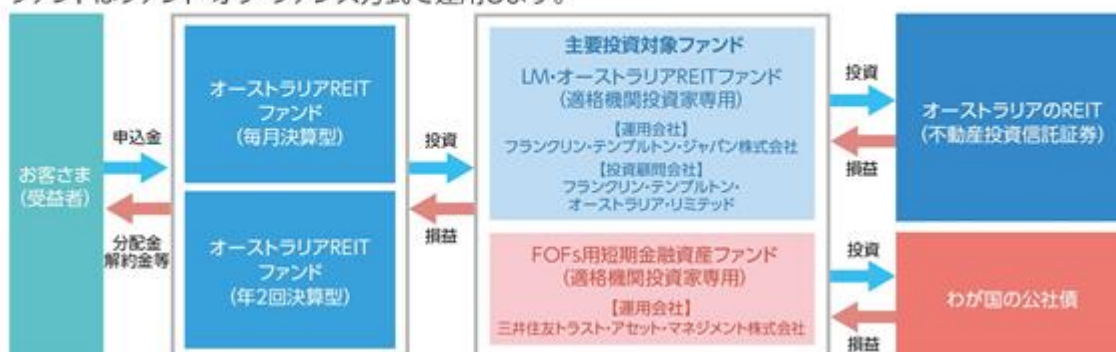 ファンドはファンド・オブ・ファンズ方式で運用します。
お客さま
(受益者)
申込金
分配金
解約金等
オーストラリアREIT
ファンド
(毎月決算型)
オーストラリアREIT
ファンド
(年2回決算型)
投資
損益
主要投資対象ファンド
LM・オーストラリアREITファンド
(適格機関投資家専用)
【運用会社】
フランクリン・テンプルトン・ジャパン株式会社
【投資顧問会社】
フランクリン・テンプルトン・
オーストラリア・リミテッド
FOFs用短期金融資産ファンド
(適格機関投資家専用)
【運用会社】
三井住友トラスト・アセット・マネジメント株式会社
投資
損益
投資
損益
オーストラリアのREIT
(不動産投資信託証券)
わが国の公社債